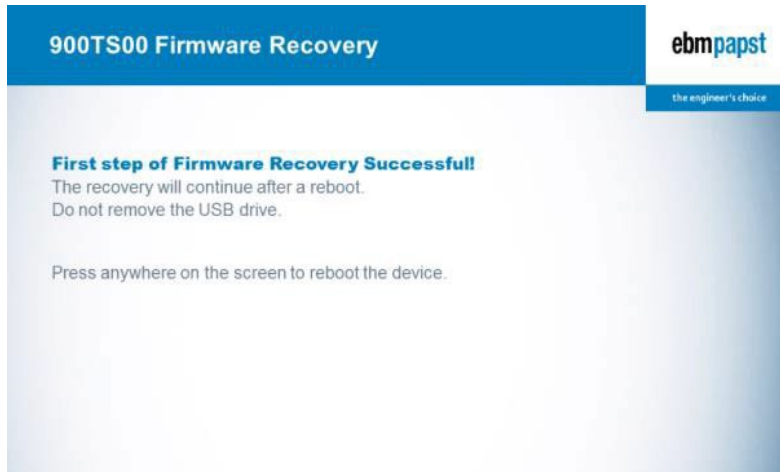 900TS00 Firmware Recovery
ebmpapst
the engineer's choice
First step of Firmware Recovery Successful!
The recovery will continue after a reboot.
Do not remove the USB drive.
Press anywhere on the screen to reboot the device.